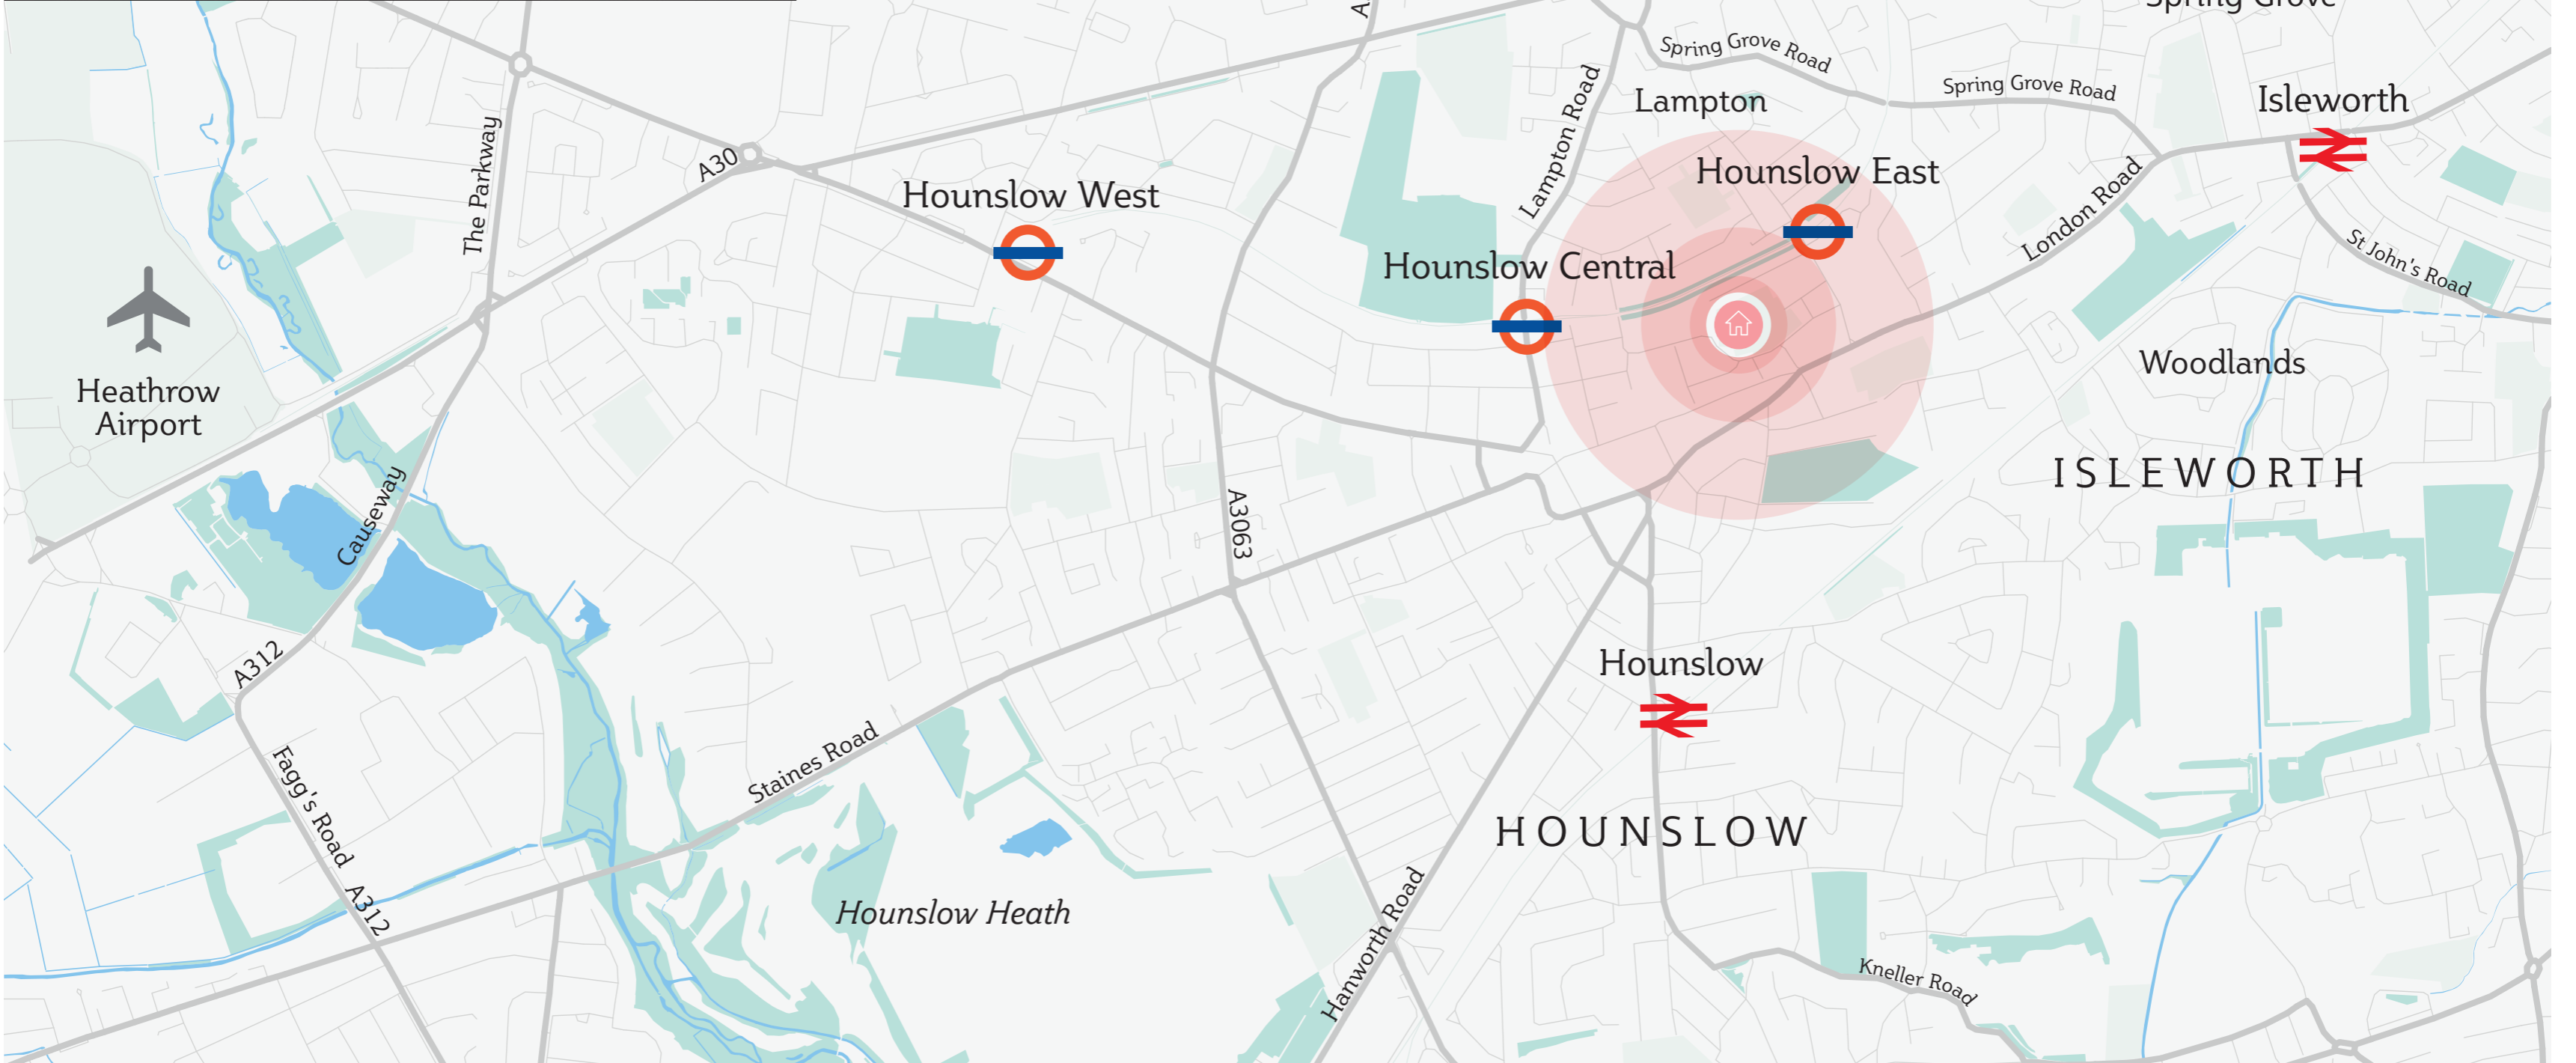 Spring Grove
A
Spring Grove Road
Spring Grove Road
Lampton
Isleworth
Lampton Road
The Parkway
A30
Hounslow West
Hounslow East
London Road
St John's Road
Hounslow Central
Woodlands
Heathrow
Airport
ISLEWORTH
Causeway
A3063
A312
Hounslow
Fagg's Road
Staines Road
HOUNSLOW
A312
Hounslow Heath
Hanworth Road
Kneller Road